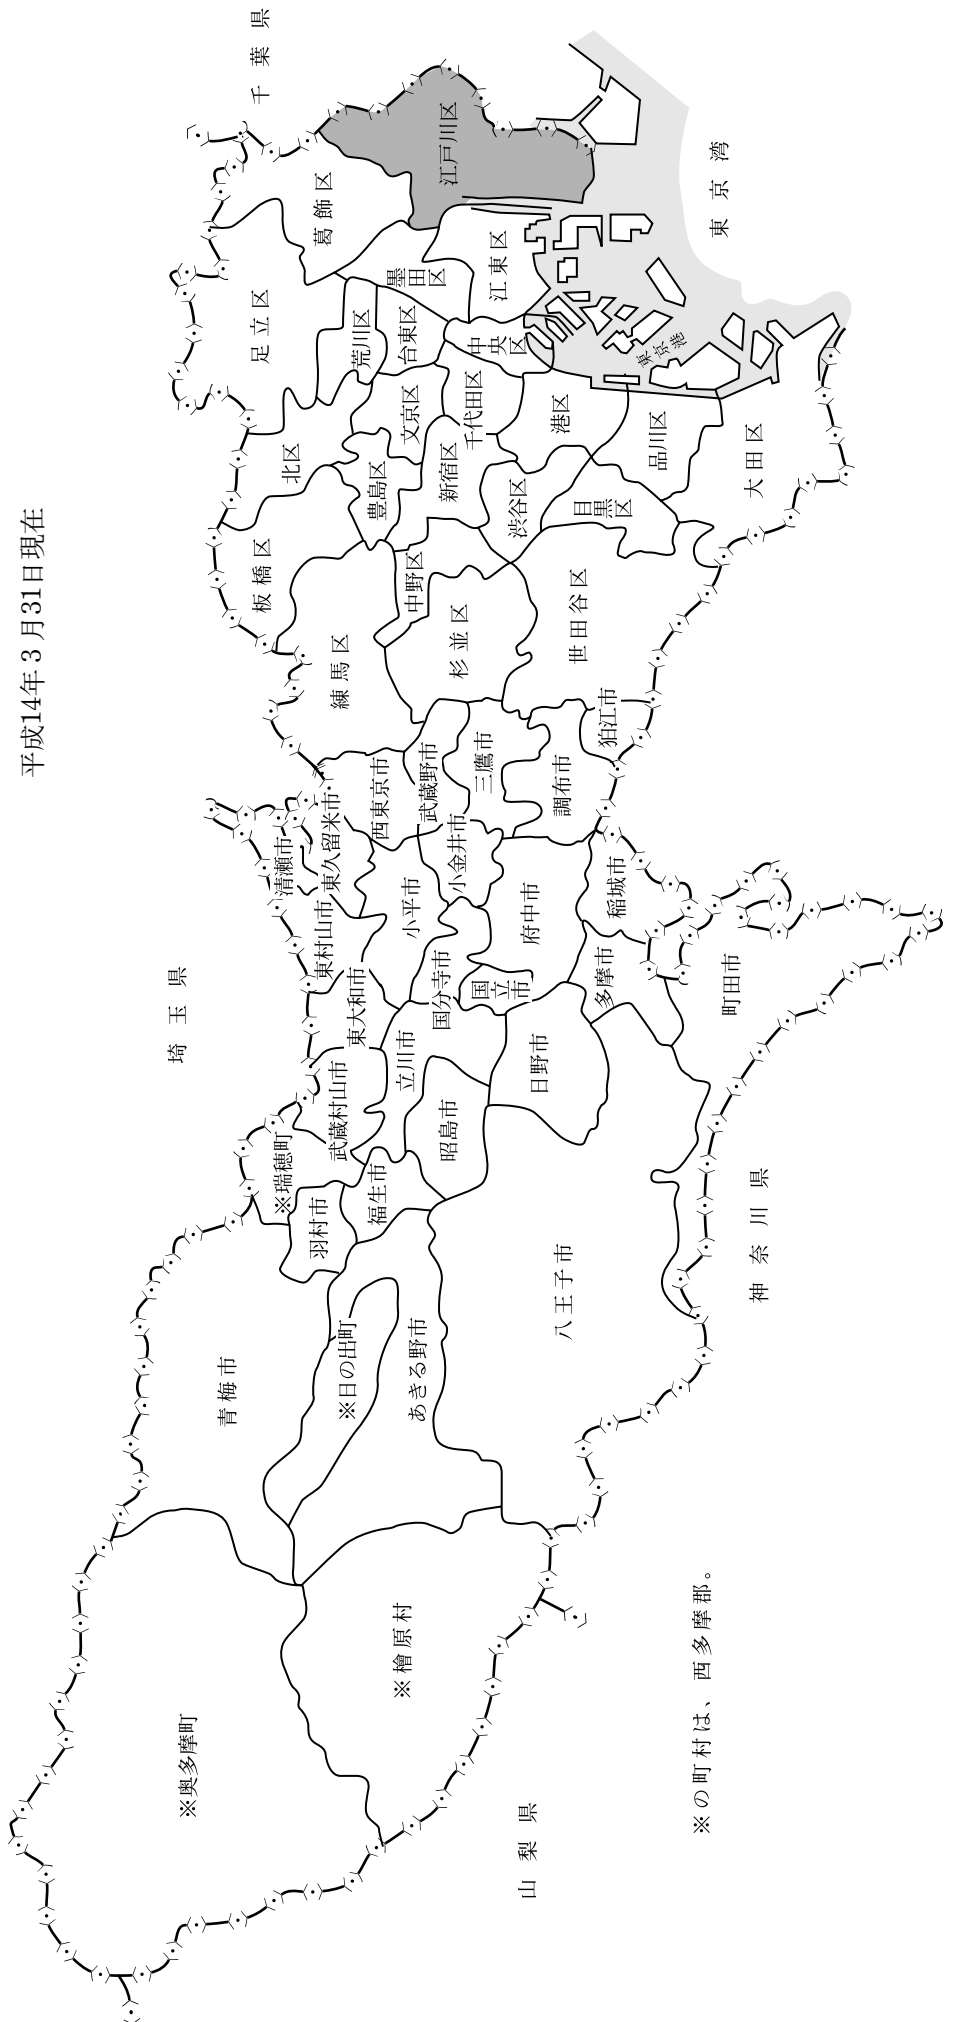 平成14年3月31日現在
千葉県
埼玉県
東京湾
神奈川県
山梨県
東京港
江戸川区
葛飾区
足立区
墨田区
江東区
荒川区
台東区
中央区
北区
文京区
千代田区
港区
品川区
大田区
豊島区
新宿区
渋谷区
目黒区
板橋区
中野区
練馬区
杉並区
世田谷区
狛江市
西東京市
武蔵野市
三鷹市
調布市
清瀬市
東久留米市
小金井市
小平市
府中市
稲城市
東村山市
東大和市
国分寺市
国立市
多摩市
町田市
立川市
日野市
武蔵村山市
昭島市
※瑞穂町
羽村市
福生市
八王子市
青梅市
※日の出町
あきる野市
※檜原村
※奥多摩町
※の町村は、西多摩郡。